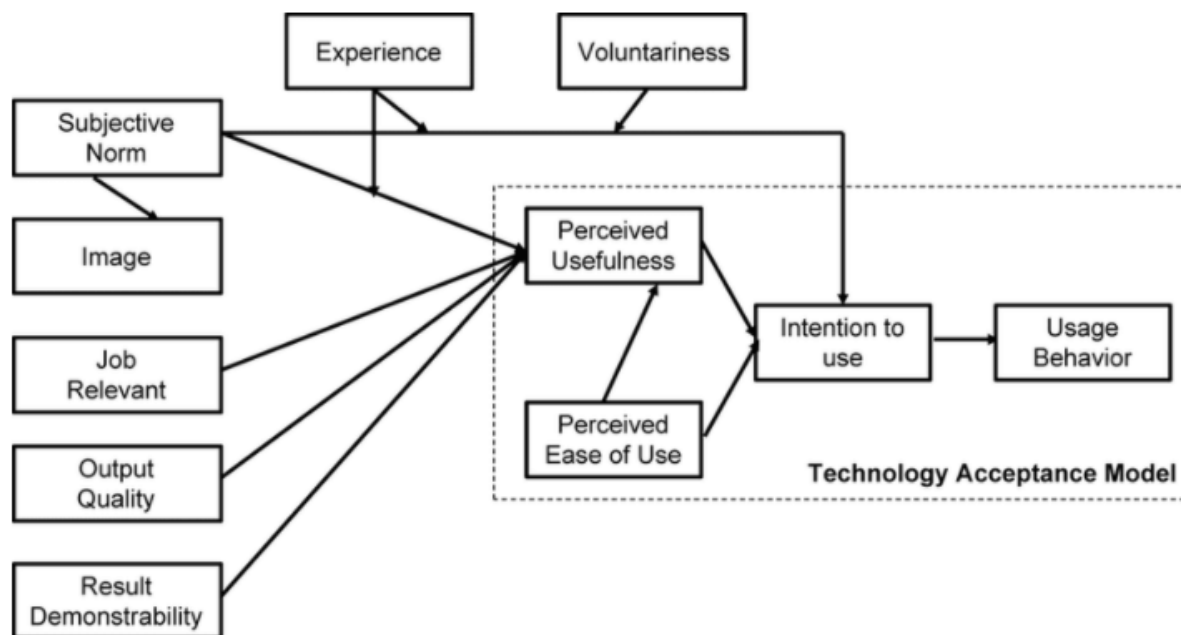 Experience
Voluntariness
Subjective
Norm
Image
Perceived
Usefulness
Job
Relevant
Intention to
use
Usage
Behavior
Perceived
Ease of Use
Output
Quality
Technology Acceptance Model
Result
Demonstrability